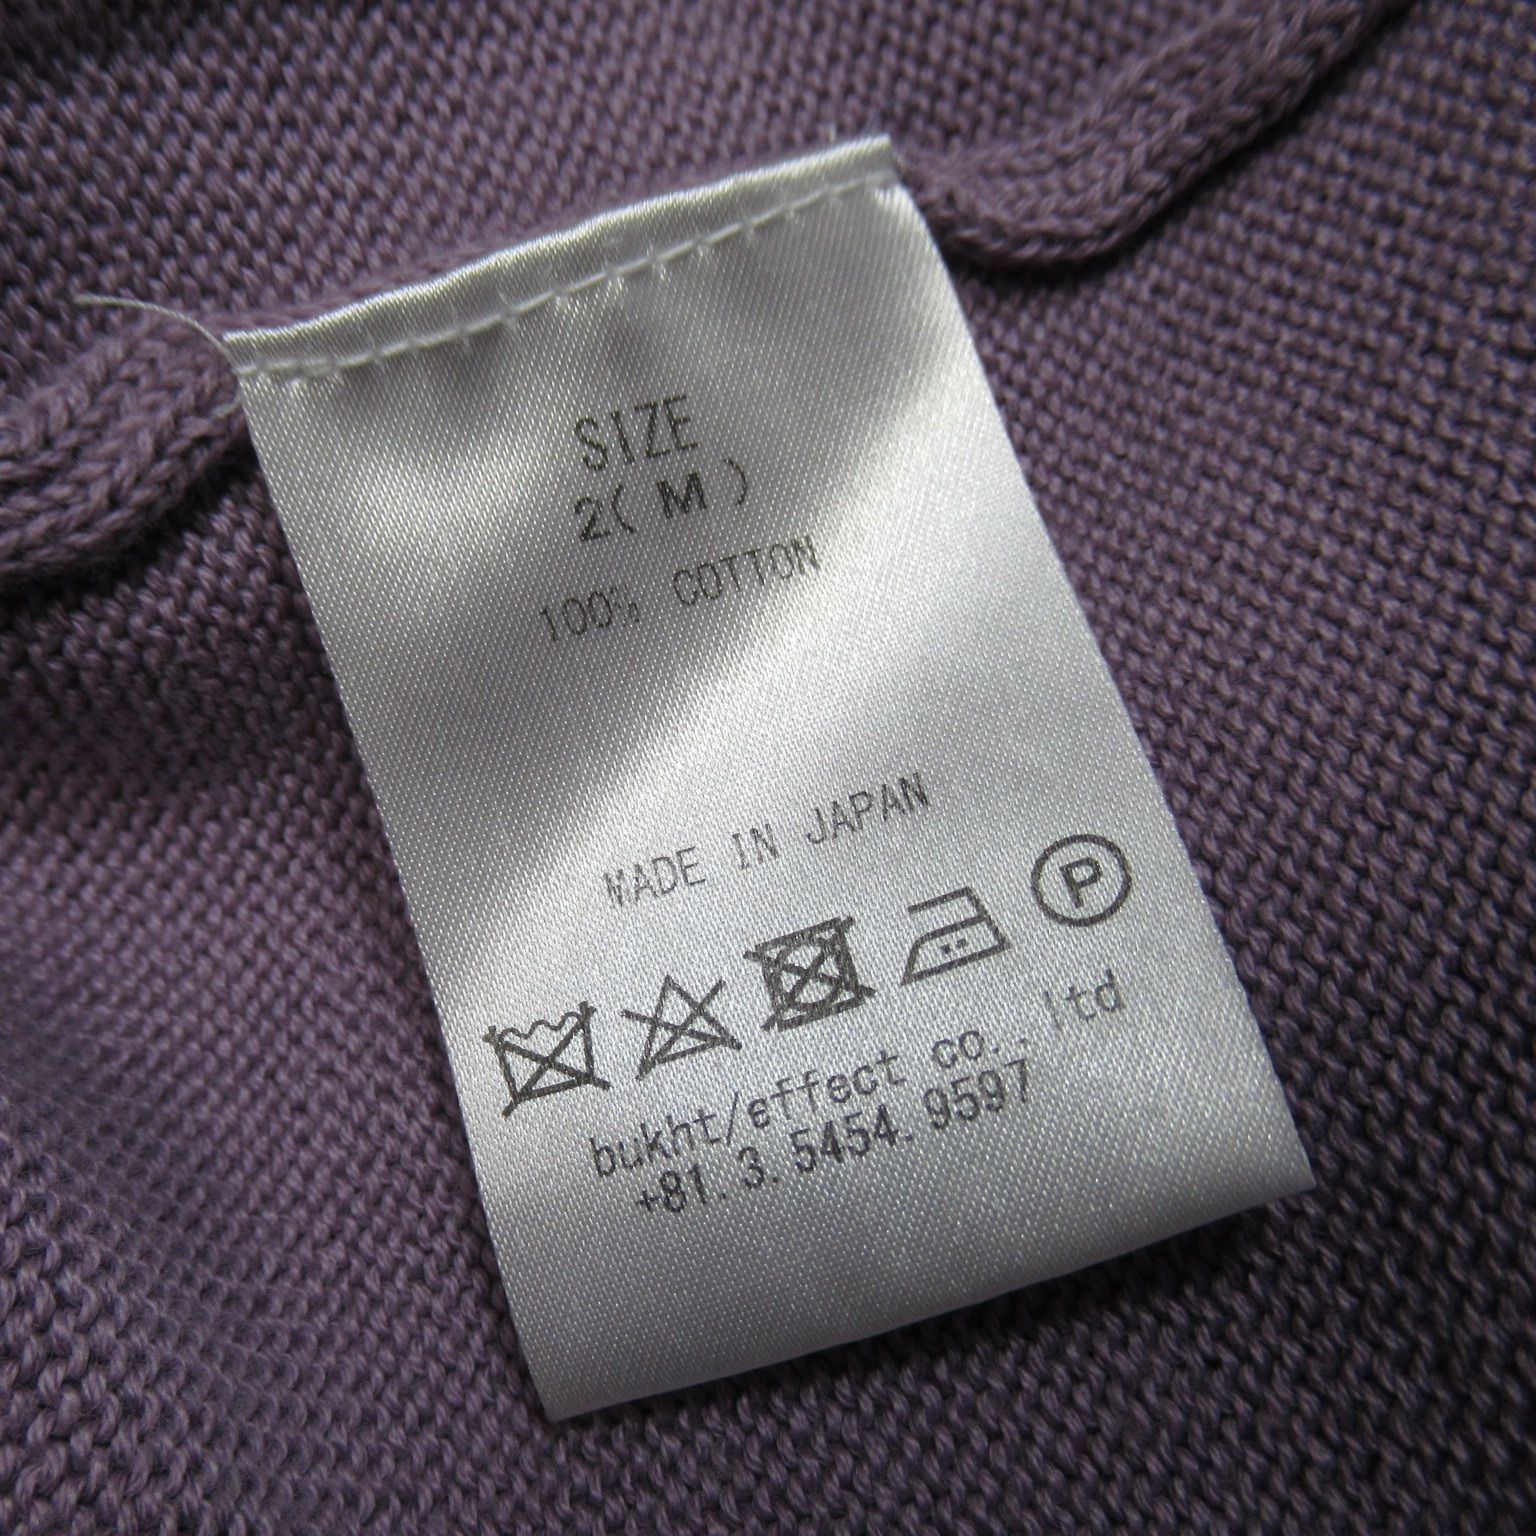 SIZE
2(M)
100% COTTON
MADE IN JAPAN
P
bukht/effect co.,ltd
+81.3.5454.9597